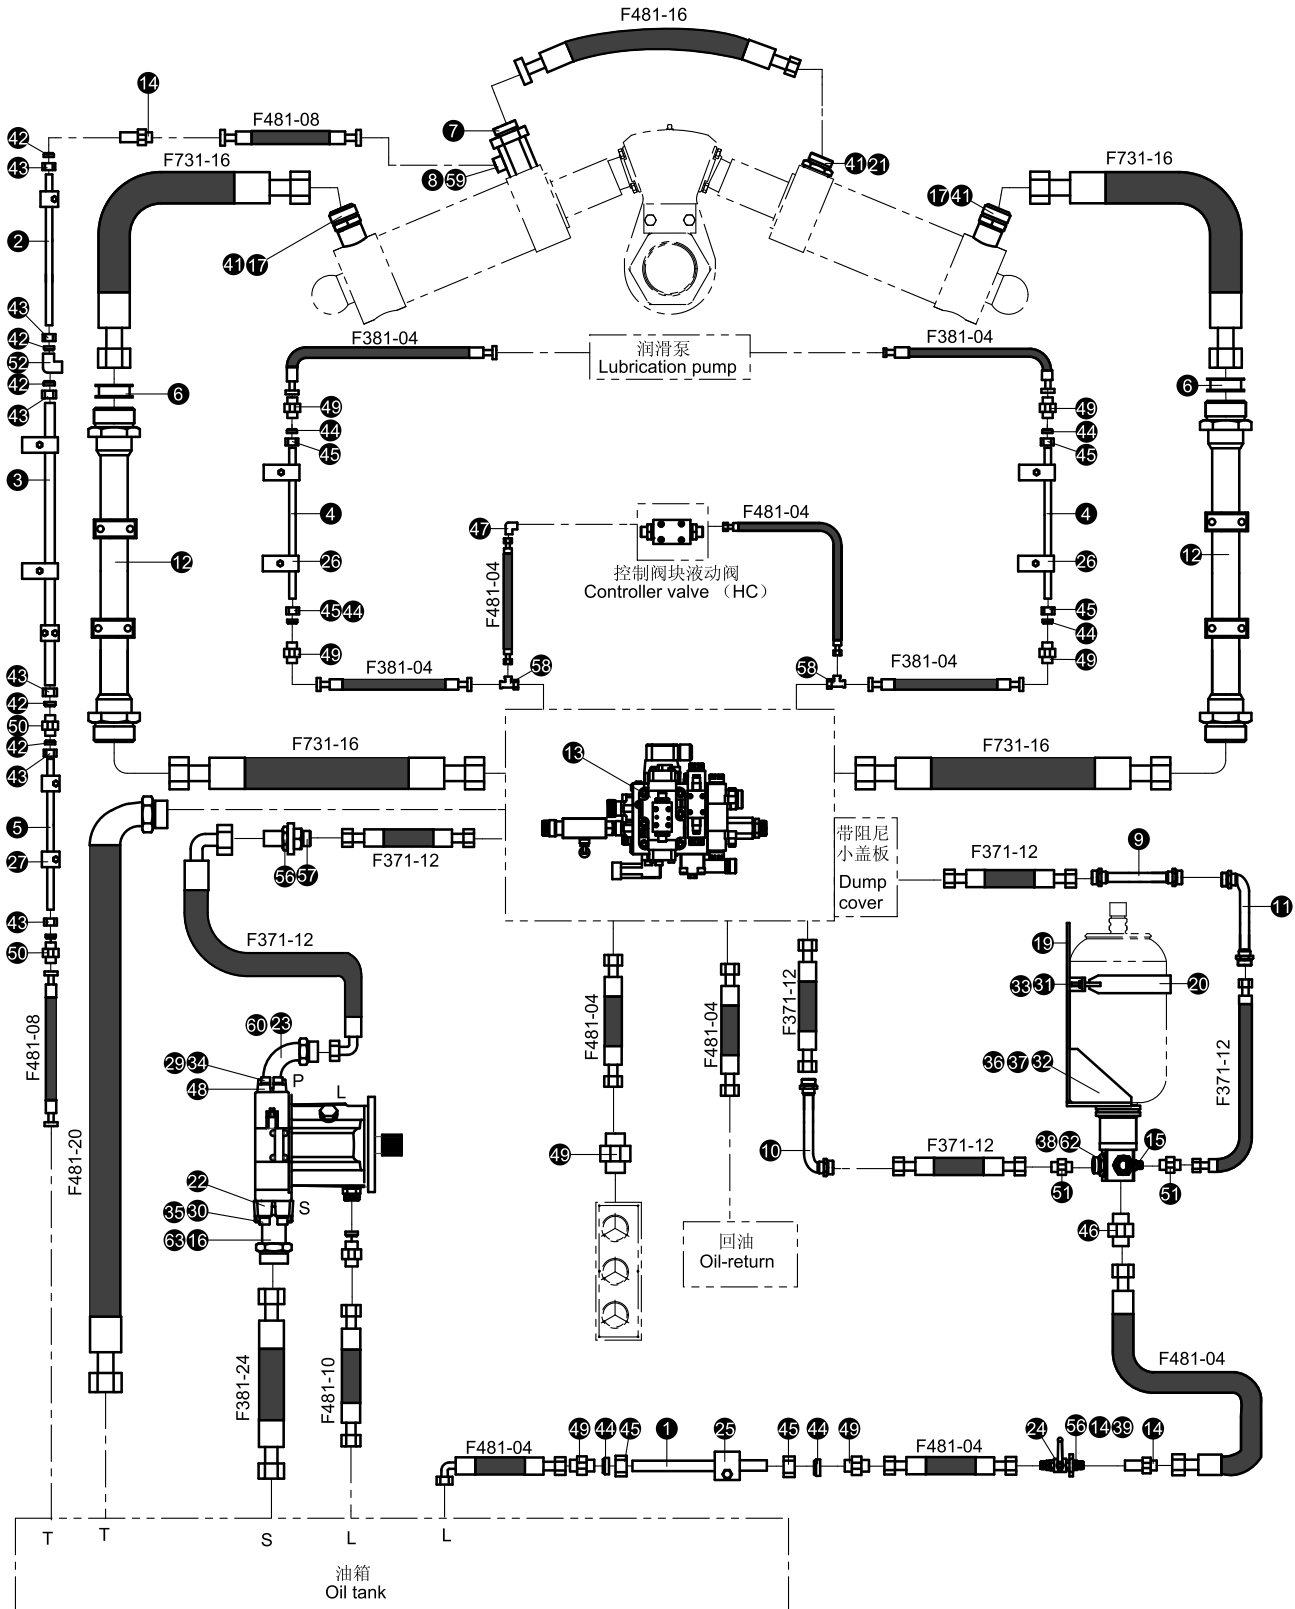 F481-16
14
F481-08
7
42
43
F731-16
8 59
41 21
F731-16
17 41
2
41 17
43
42
52
42
43
F381-04
润滑泵
Lubrication pump
F381-04
6
6
49
44
45
49
44
45
3
4
4
47
F481-04
F481-04
12
26
控制阀块液动阀
Controller valve （HC）
26
12
45 44
49
45
44
49
F381-04
58
58
F381-04
43
42
50
42
43
F731-16
13
F731-16
5
27
56 57
F371-12
带阻尼
小盖板
Dump
cover
F371-12
9
11
43
50
F371-12
19
33 31
20
F481-08
60 23
F481-04
F481-04
F371-12
36 37 32
F371-12
29 34
48
P
L
F481-20
49
10
F371-12
38 62
15
51
51
22
35 30
63 16
S
46
回油
Oil-return
F381-24
F481-10
F481-04
F481-04
49 44 45
1
25
45
44
49
F481-04
24
56 14 39
14
T
T
S
L
L
油箱
Oil tank